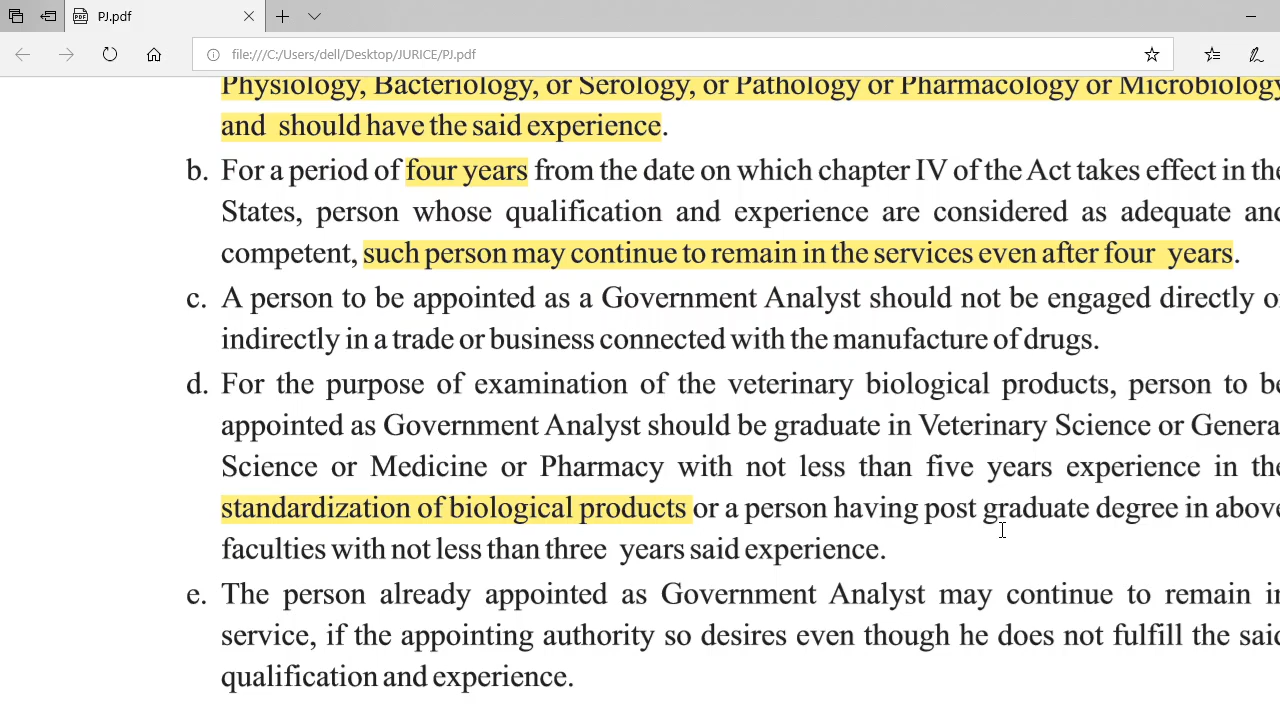 PJ.pdf
file:///C:/Users/dell/Desktop/JURICE/PJ.pdf
Physiology, Bacteriology, or Serology, or Pathology or Pharmacology or Microbiology
and should have the said experience.
b. For a period of four years from the date on which chapter IV of the Act takes effect in the
States, person whose qualification and experience are considered as adequate and
competent, such person may continue to remain in the services even after four years.
c. A person to be appointed as a Government Analyst should not be engaged directly or
indirectly in a trade or business connected with the manufacture of drugs.
d. For the purpose of examination of the veterinary biological products, person to be
appointed as Government Analyst should be graduate in Veterinary Science or General
Science or Medicine or Pharmacy with not less than five years experience in the
standardization of biological products or a person having post graduate degree in above
faculties with not less than three years said experience.
e. The person already appointed as Government Analyst may continue to remain in
service, if the appointing authority so desires even though he does not fulfill the said
qualification and experience.